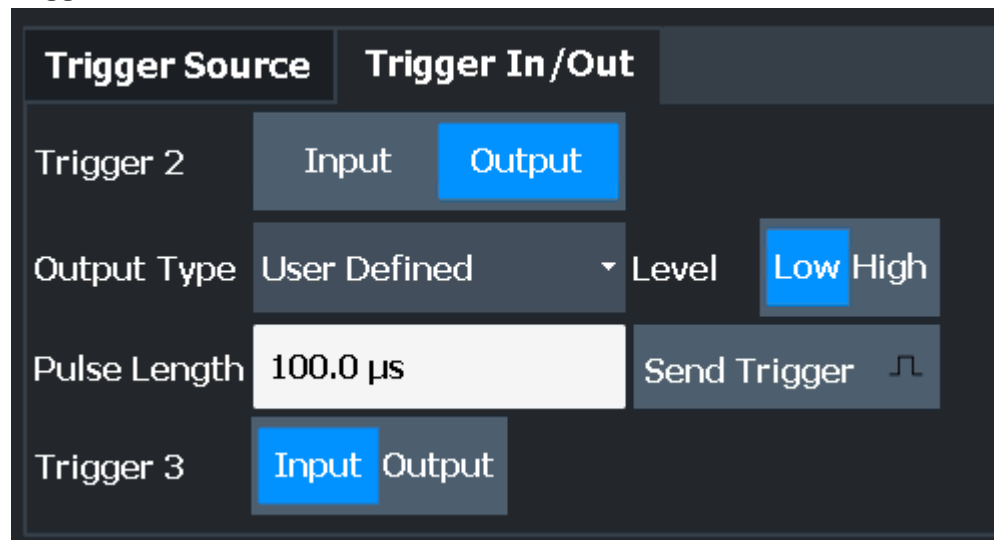 Trigger Source Trigger In/Out
Trigger 2 Input Output
Output Type User Defined Level Low High
Pulse Length 100.0 µs Send Trigger
Trigger 3 Input Output